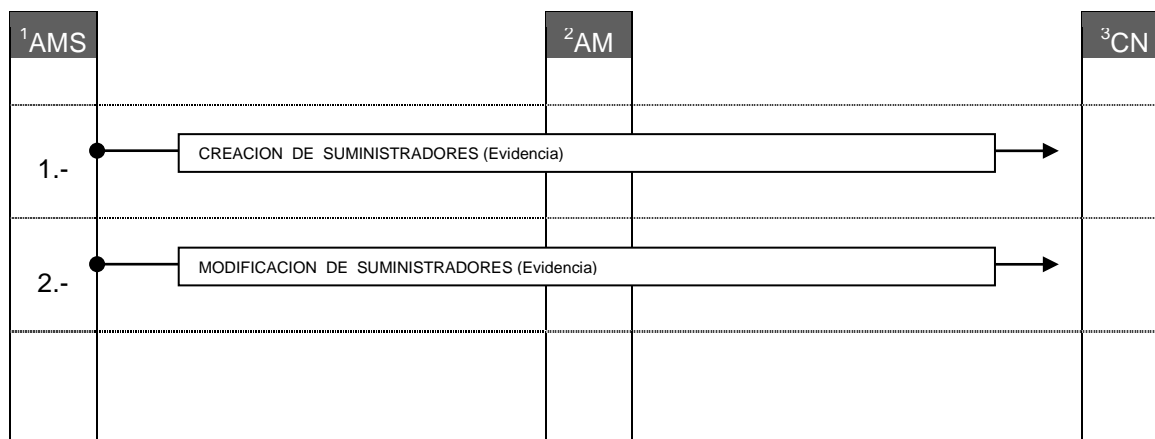 ¹AMS
²AM
³CN
1.-
CREACION DE SUMINISTRADORES (Evidencia)
2.-
MODIFICACION DE SUMINISTRADORES (Evidencia)